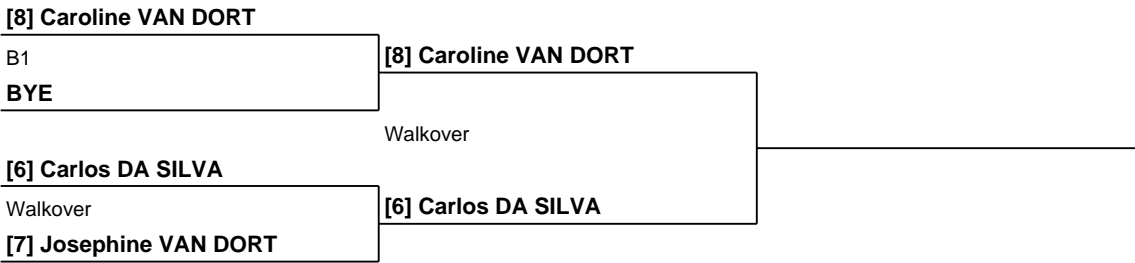 [8] Caroline VAN DORT
B1
BYE
[8] Caroline VAN DORT
Walkover
[6] Carlos DA SILVA
Walkover
[7] Josephine VAN DORT
[6] Carlos DA SILVA